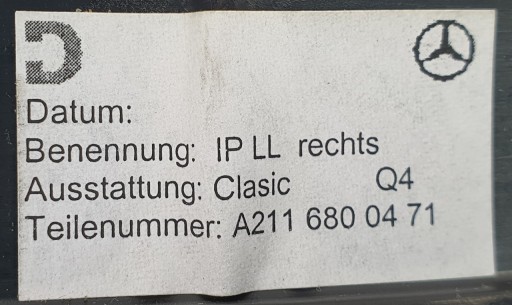 Datum:
Benennung: IP LL rechts
Ausstattung: Clasic Q4
Teilenummer: A211 680 04 71